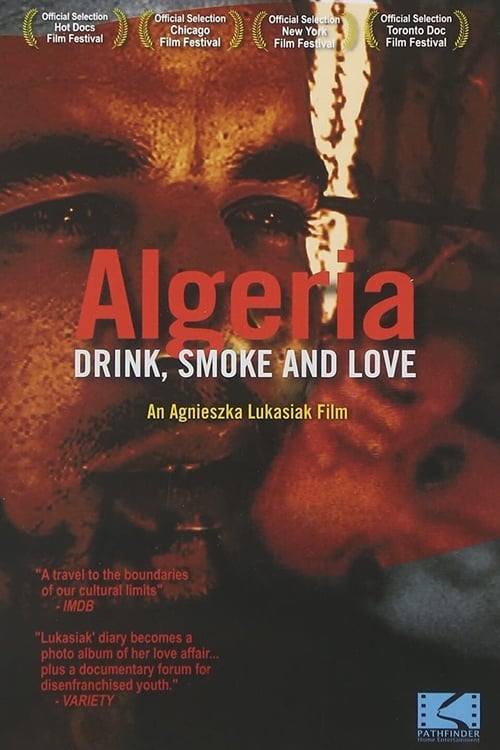 Official Selection
Hot Docs
Film Festival
Official Selection
Chicago
Film Festival
Official Selection
New York
Film Festival
Official Selection
Toronto Doc
Film Festival
Algeria
DRINK, SMOKE AND LOVE
An Agnieszka Lukasiak Film
"A travel to the boundaries
of our cultural limits"
- IMDB
"Lukasiak' diary becomes a
photo album of her love affair...
plus a documentary forum for
disenfranchised youth."
- VARIETY
PATHFINDER
Home Entertainment